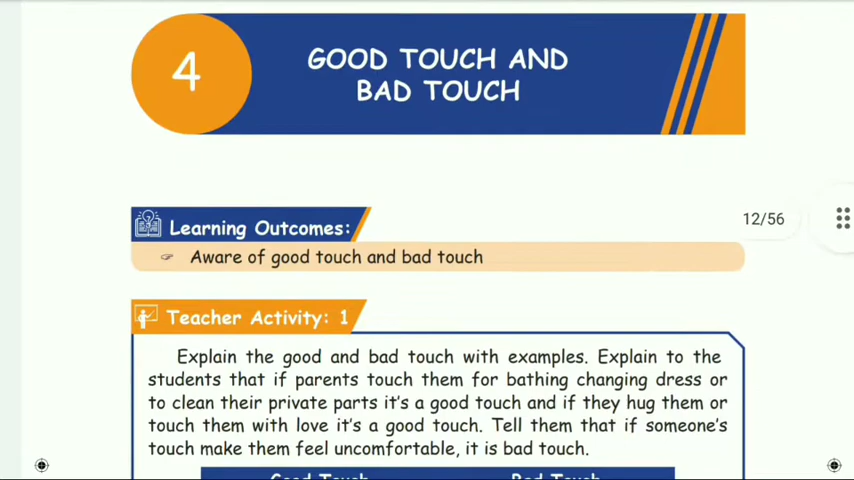 4
GOOD TOUCH AND
BAD TOUCH
Learning Outcomes:
12/56
☞ Aware of good touch and bad touch
Teacher Activity: 1
Explain the good and bad touch with examples. Explain to the
students that if parents touch them for bathing changing dress or
to clean their private parts it's a good touch and if they hug them or
touch them with love it's a good touch. Tell them that if someone's
touch make them feel uncomfortable, it is bad touch.
Good Touch Bad Touch